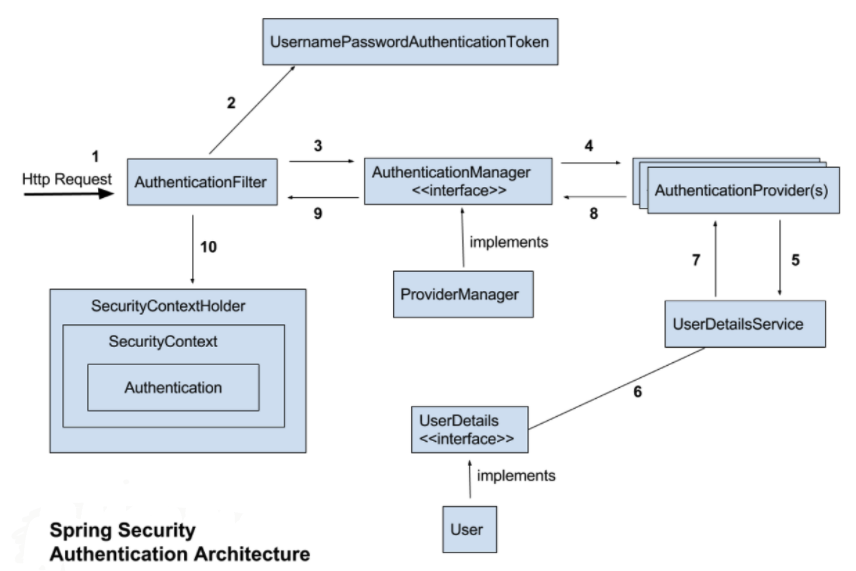 UsernamePasswordAuthenticationToken
2
1
Http Request
AuthenticationFilter
3
9
AuthenticationManager
<<interface>>
4
8
AuthenticationProvider(s)
10
implements
ProviderManager
7
5
UserDetailsService
SecurityContextHolder
SecurityContext
Authentication
6
UserDetails
<<interface>>
implements
User
Spring Security
Authentication Architecture